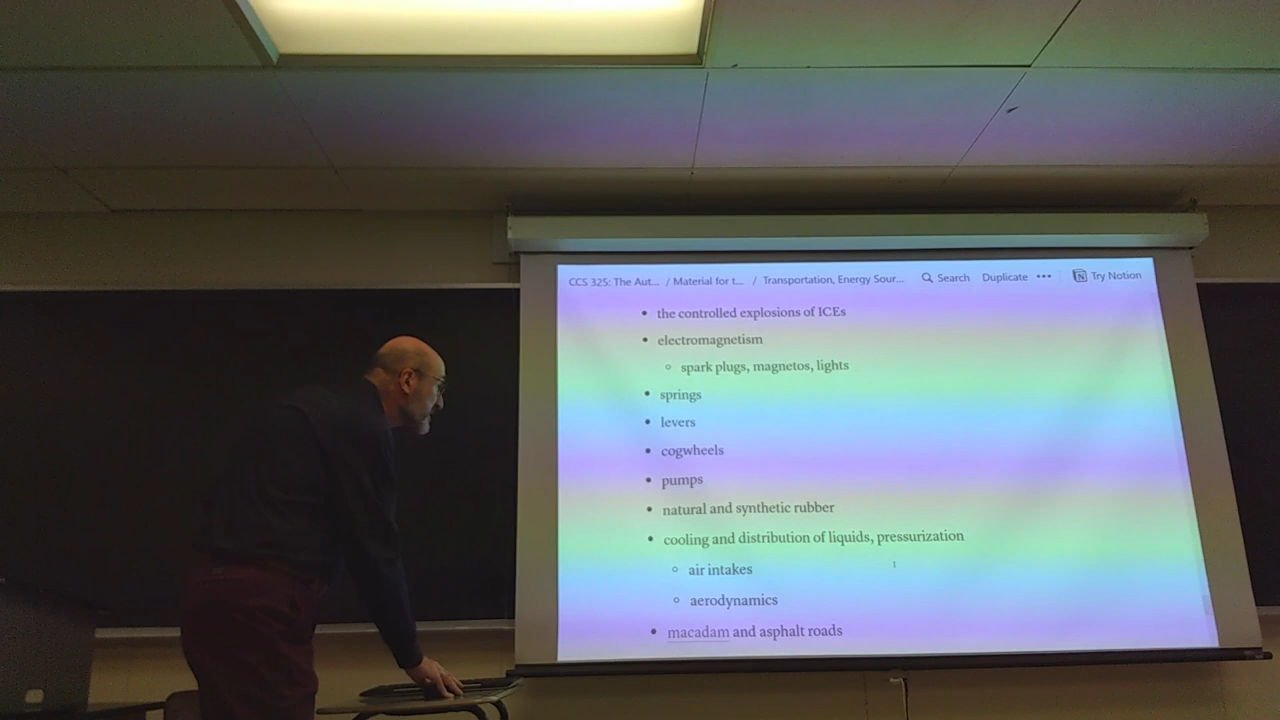 CCS 325: The Aut... / Material for t... / Transportation, Energy Sour... Search Duplicate ••• Try Notion
• the controlled explosions of ICEs
• electromagnetism
◦ spark plugs, magnetos, lights
• springs
• levers
• cogwheels
• pumps
• natural and synthetic rubber
• cooling and distribution of liquids, pressurization
◦ air intakes
◦ aerodynamics
• macadam and asphalt roads